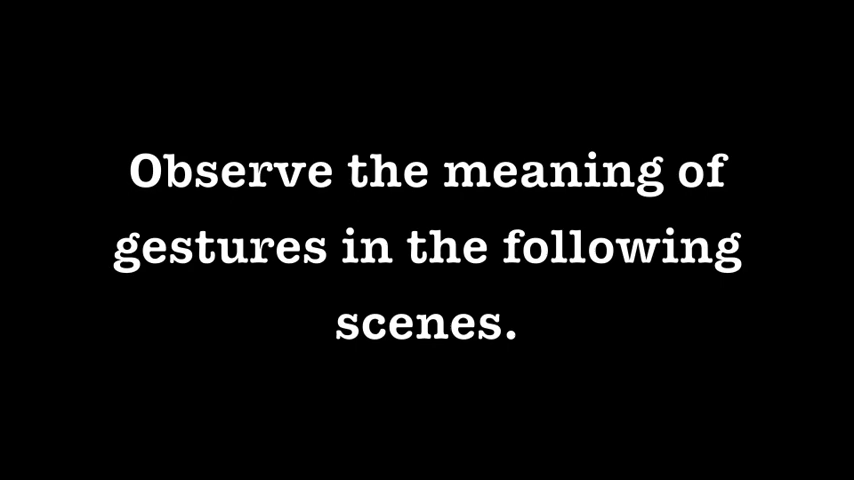 Observe the meaning of
gestures in the following
scenes.